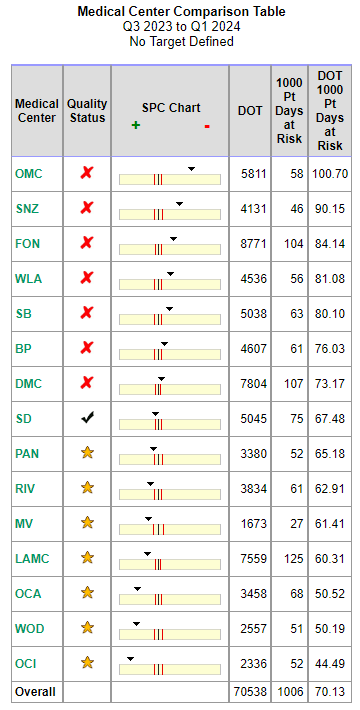 Medical Center Comparison Table
Q3 2023 to Q1 2024
No Target Defined
Medical Center Quality Status SPC Chart + - DOT 1000 Pt Days at Risk DOT 1000 Pt Days at Risk
OMC 5811 58 100.70
SNZ 4131 46 90.15
FON 8771 104 84.14
WLA 4536 56 81.08
SB 5038 63 80.10
BP 4607 61 76.03
DMC 7804 107 73.17
SD 5045 75 67.48
PAN 3380 52 65.18
RIV 3834 61 62.91
MV 1673 27 61.41
LAMC 7559 125 60.31
OCA 3458 68 50.52
WOD 2557 51 50.19
OCI 2336 52 44.49
Overall 70538 1006 70.13